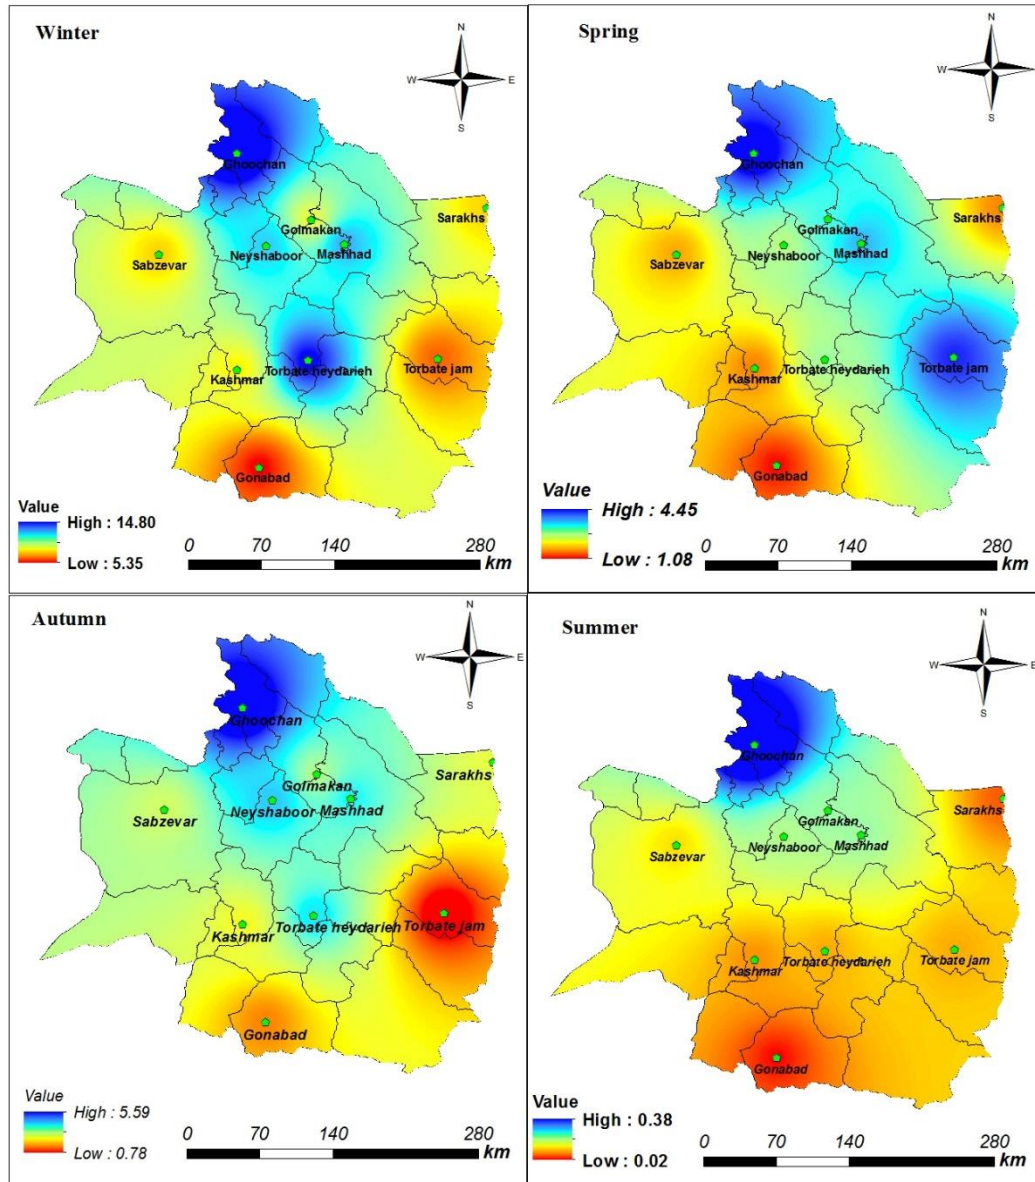 Winter
N
W E
S
Ghoochan
Golmakan
Sarakhs
Neyshaboor
Mashhad
Sabzevar
Kashmar
Torbate heydarieh
Torbate jam
Gonabad
Value
High : 14.80
Low : 5.35
0 70 140 280
km
Spring
N
W E
S
Ghoochan
Sarakhs
Golmakan
Neyshaboor
Mashhad
Sabzevar
Kashmar
Torbate heydarieh
Torbate jam
Gonabad
Value
High : 4.45
Low : 1.08
0 70 140 280
km
Autumn
N
W E
S
Ghoochan
Sarakhs
Golmakan
Neyshaboor
Mashhad
Sabzevar
Kashmar
Torbate heydarieh
Torbate jam
Gonabad
Value
High : 5.59
Low : 0.78
0 70 140 280
km
Summer
N
W E
S
Ghoochan
Sarakhs
Golmakan
Neyshaboor
Mashhad
Sabzevar
Kashmar
Torbate heydarieh
Torbate jam
Gonabad
Value
High : 0.38
Low : 0.02
0 70 140 280
km